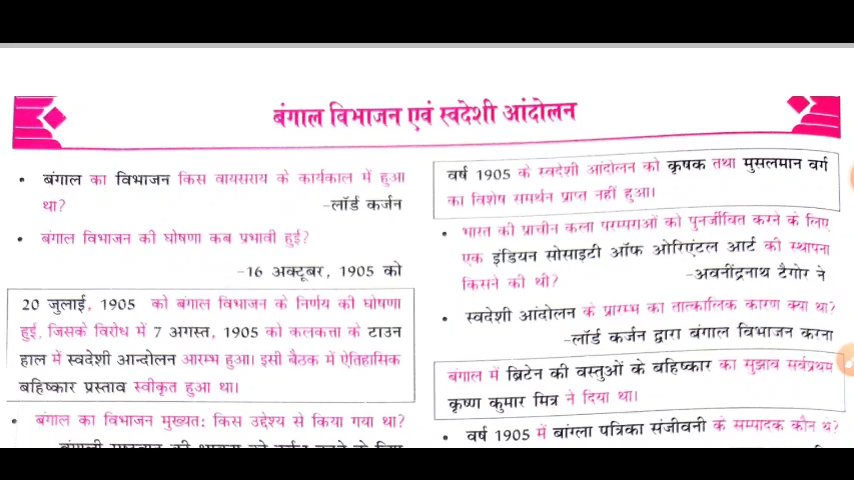 बंगाल विभाजन एवं स्वदेशी आंदोलन
• बंगाल का विभाजन किस वायसराय के कार्यकाल में हुआ
था? -लॉर्ड कर्जन
• बंगाल विभाजन की घोषणा कब प्रभावी हुई?
-16 अक्टूबर, 1905 को
20 जुलाई, 1905 को बंगाल विभाजन के निर्णय की घोषणा
हुई, जिसके विरोध में 7 अगस्त, 1905 को कलकत्ता के टाउन
हाल में स्वदेशी आन्दोलन आरम्भ हुआ। इसी बैठक में ऐतिहासिक
बहिष्कार प्रस्ताव स्वीकृत हुआ था।
• बंगाल का विभाजन मुख्यत: किस उद्देश्य से किया गया था?
वर्ष 1905 के स्वदेशी आंदोलन को कृषक तथा मुसलमान वर्ग
का विशेष समर्थन प्राप्त नहीं हुआ।
• भारत की प्राचीन कला परम्पराओं को पुनर्जीवित करने के लिए
एक इंडियन सोसाइटी ऑफ ओरिएंटल आर्ट की स्थापना
किसने की थी? -अबनींद्रनाथ टैगोर ने
• स्वदेशी आंदोलन के प्रारम्भ का तात्कालिक कारण क्या था?
-लॉर्ड कर्जन द्वारा बंगाल विभाजन करना
बंगाल में ब्रिटेन की वस्तुओं के बहिष्कार का सुझाव सर्वप्रथम
कृष्ण कुमार मित्र ने दिया था।
• वर्ष 1905 में बांग्ला पत्रिका संजीवनी के सम्पादक कौन थे?